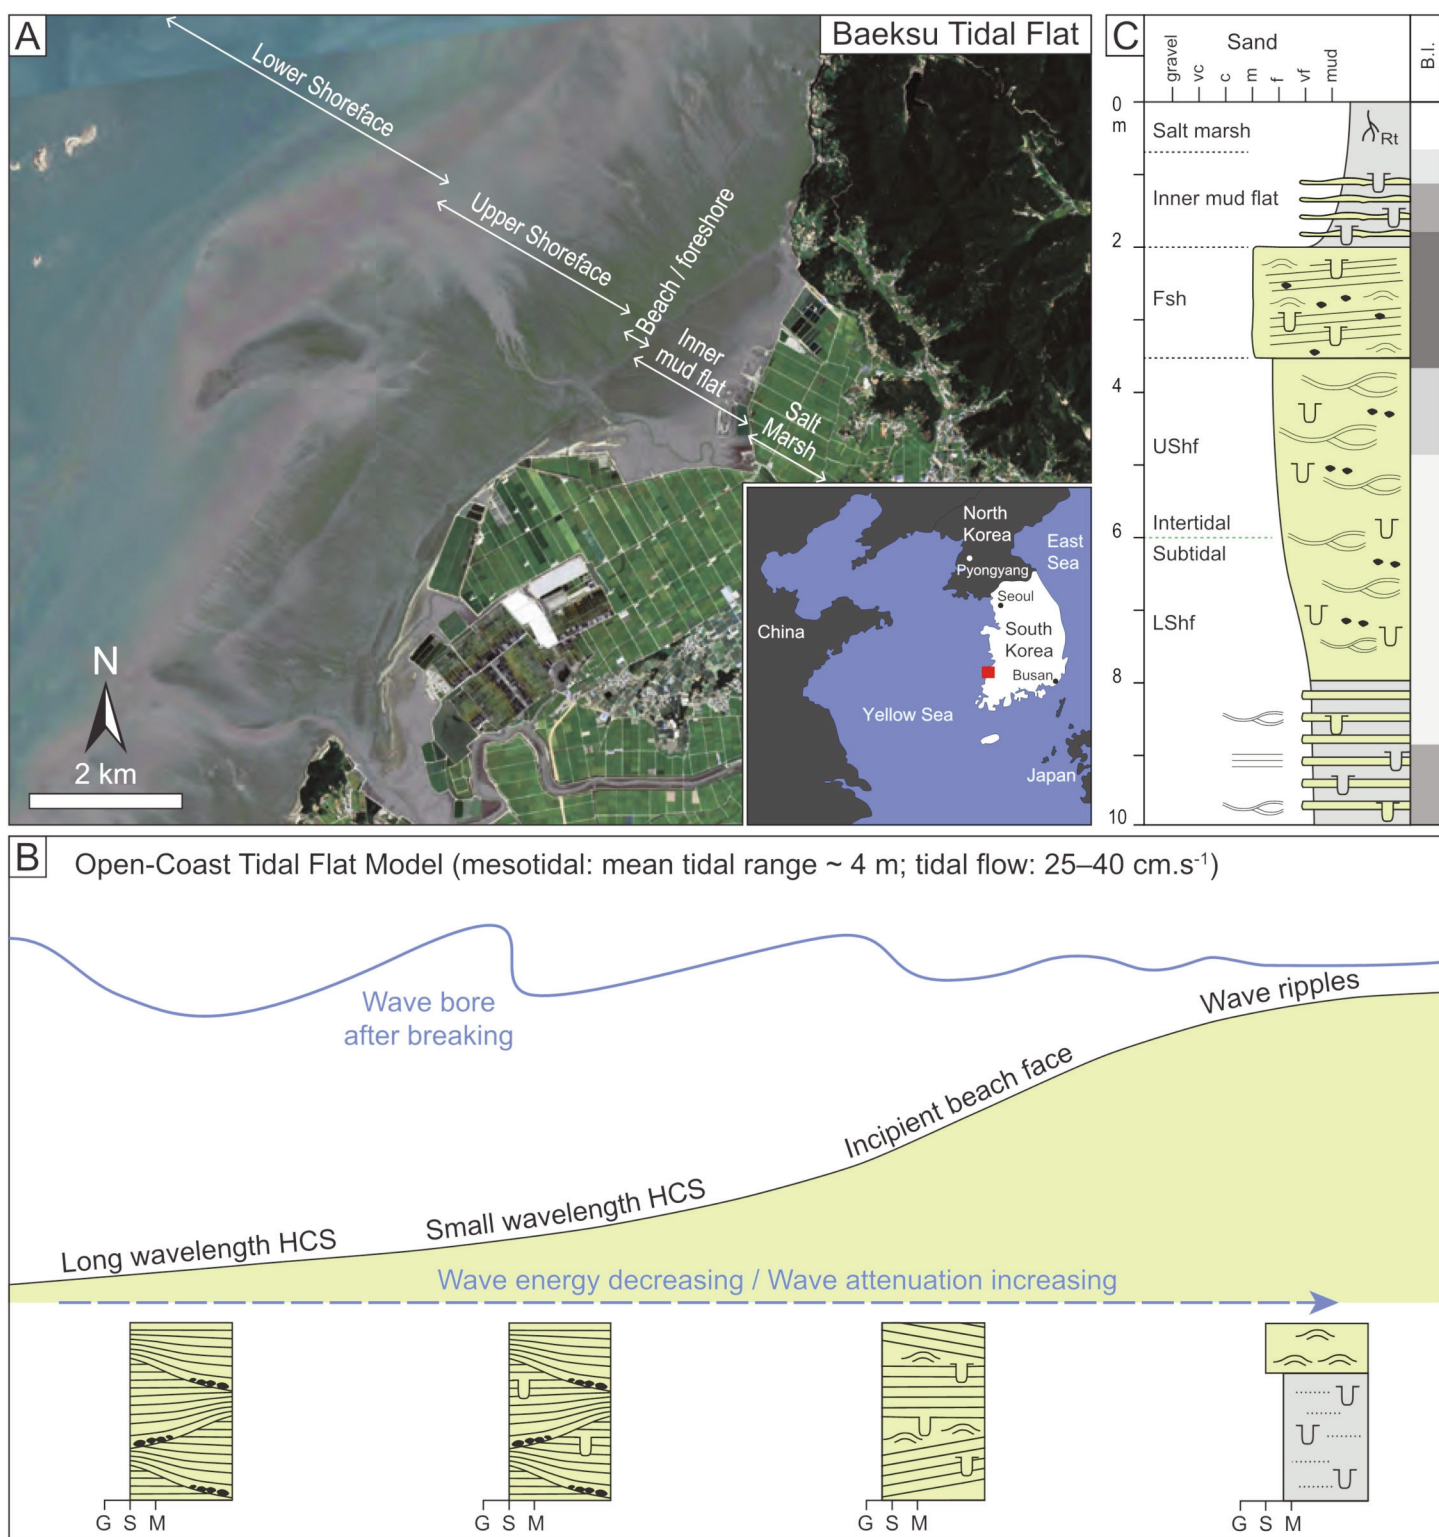 A
Baeksu Tidal Flat
Lower Shoreface
Upper Shoreface
Beach / foreshore
Inner
mud flat
Salt
Marsh
N
2 km
North
Korea
East
Sea
Pyongyang
Seoul
China
South
Korea
Busan
Yellow Sea
Japan
C
Sand
B.I.
gravel
vc
c
m
f
vf
mud
0
m
Salt marsh
Rt
Inner mud flat
2
Fsh
4
UShf
Intertidal
6
Subtidal
LShf
8
10
B
Open-Coast Tidal Flat Model (mesotidal: mean tidal range ~ 4 m; tidal flow: 25–40 cm.s⁻¹)
Wave bore
after breaking
Wave ripples
Incipient beach face
Small wavelength HCS
Long wavelength HCS
Wave energy decreasing / Wave attenuation increasing
G S M
G S M
G S M
G S M